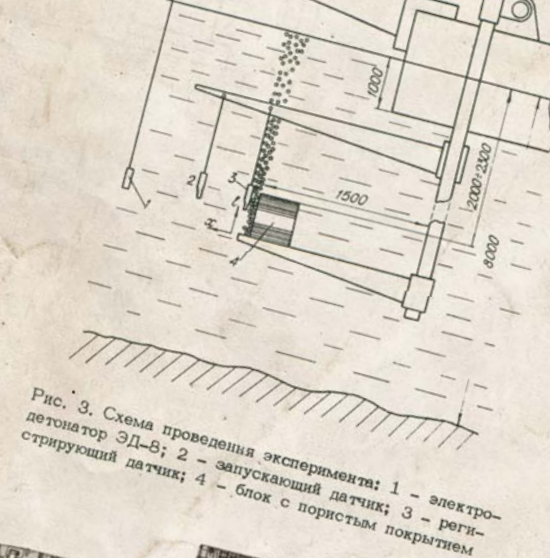 1000
3
2
1500
2000÷2300
8000
1
4
Рис. 3. Схема проведения эксперимента: 1 – электро-
детонатор ЭД-8; 2 – запускающий датчик; 3 – реги-
стрирующий датчик; 4 – блок с пористым покрытием